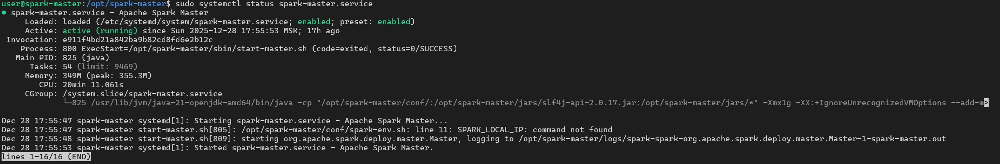 user@spark-master:/opt/spark-master$ sudo systemctl status spark-master.service
● spark-master.service - Apache Spark Master
     Loaded: loaded (/etc/systemd/system/spark-master.service; enabled; preset: enabled)
     Active: active (running) since Sun 2025-12-28 17:55:53 MSK; 17h ago
 Invocation: e911f4bd21a842ba9b82cd8fd6e2b12c
    Process: 800 ExecStart=/opt/spark-master/sbin/start-master.sh (code=exited, status=0/SUCCESS)
   Main PID: 825 (java)
      Tasks: 54 (limit: 9469)
     Memory: 349M (peak: 355.3M)
        CPU: 20min 11.061s
     CGroup: /system.slice/spark-master.service
             └─825 /usr/lib/jvm/java-21-openjdk-amd64/bin/java -cp "/opt/spark-master/conf/:/opt/spark-master/jars/slf4j-api-2.0.17.jar:/opt/spark-master/jars/*" -Xmx1g -XX:+IgnoreUnrecognizedVMOptions --add-m>

Dec 28 17:55:47 spark-master systemd[1]: Starting spark-master.service - Apache Spark Master...
Dec 28 17:55:47 spark-master start-master.sh[805]: /opt/spark-master/conf/spark-env.sh: line 11: SPARK_LOCAL_IP: command not found
Dec 28 17:55:48 spark-master start-master.sh[809]: starting org.apache.spark.deploy.master.Master, logging to /opt/spark-master/logs/spark-spark-org.apache.spark.deploy.master.Master-1-spark-master.out
Dec 28 17:55:53 spark-master systemd[1]: Started spark-master.service - Apache Spark Master.
lines 1-16/16 (END)